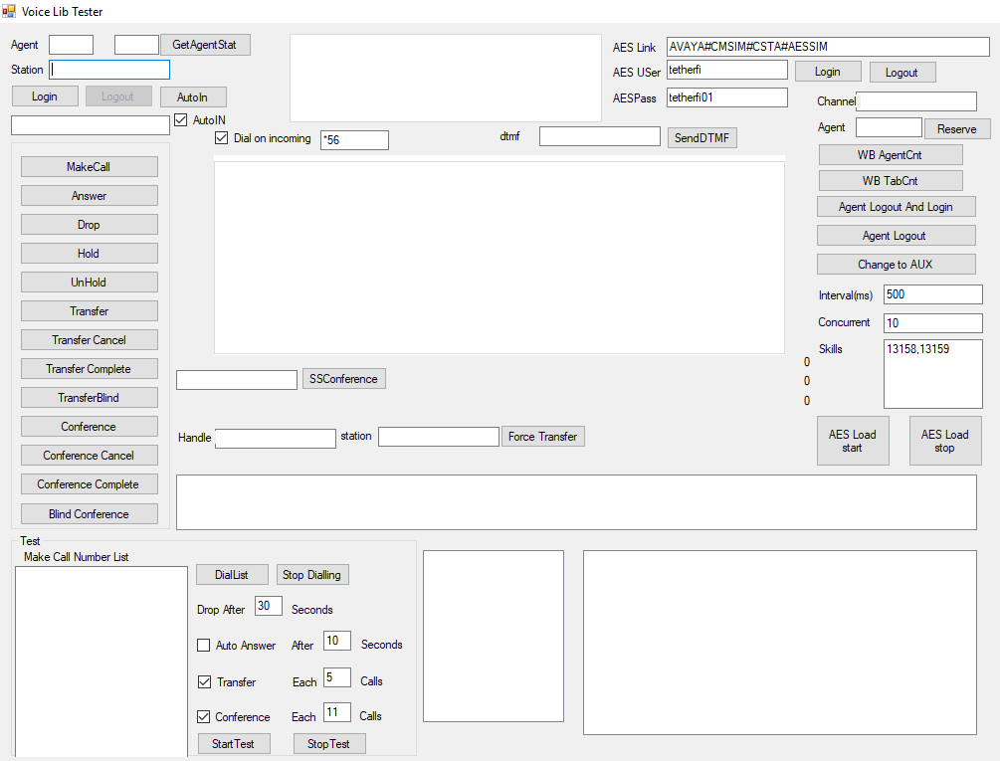 Voice Lib Tester
Agent
GetAgentStat
Station
Login
Logout
AutoIn
AutoIN
Dial on incoming
*56
dtmf
SendDTMF
AES Link
AVAYA#CMSIM#CSTA#AESSIM
AES USer
tetherfi
Login
Logout
AESPass
tetherfi01
Channel
Agent
Reserve
WB AgentCnt
WB TabCnt
Agent Logout And Login
Agent Logout
Change to AUX
Interval(ms)
500
Concurrent
10
Skills
13158,13159
0
0
0
AES Load
start
AES Load
stop
MakeCall
Answer
Drop
Hold
UnHold
Transfer
Transfer Cancel
Transfer Complete
TransferBlind
Conference
Conference Cancel
Conference Complete
Blind Conference
SSConference
Handle
station
Force Transfer
Test
Make Call Number List
DialList
Stop Dialling
Drop After
30
Seconds
Auto Answer
After
10
Seconds
Transfer
Each
5
Calls
Conference
Each
11
Calls
StartTest
StopTest